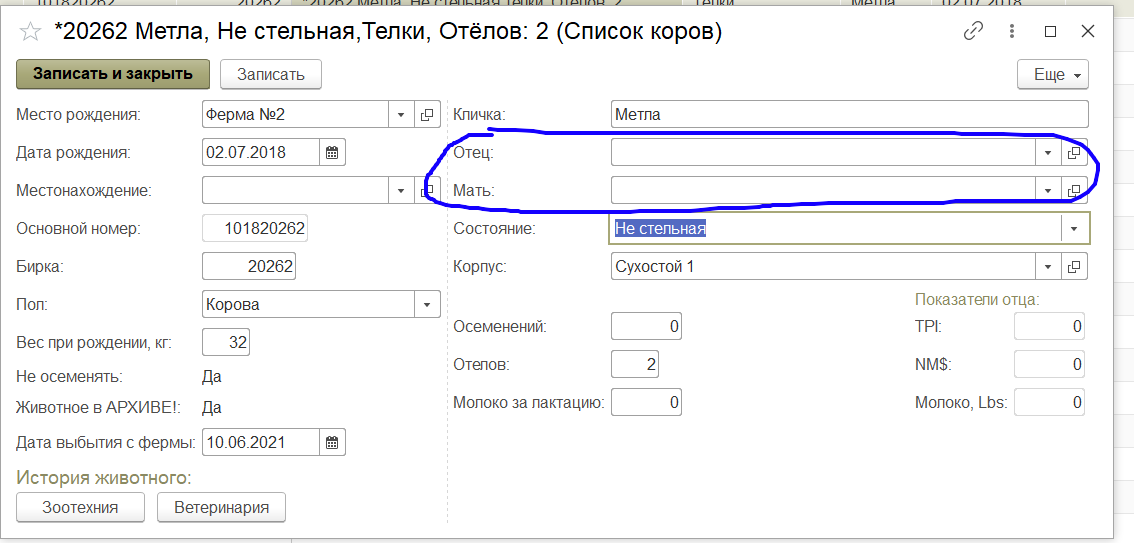 *20262 Метла, Не стельная,Телки, Отёлов: 2 (Список коров)
Записать и закрыть
Записать
Еще
Место рождения: Ферма №2
Кличка: Метла
Дата рождения: 02.07.2018
Отец:
Местонахождение:
Мать:
Основной номер: 101820262
Состояние: Не стельная
Бирка: 20262
Корпус: Сухостой 1
Пол: Корова
Показатели отца:
Осеменений: 0
TPI: 0
Вес при рождении, кг: 32
Отелов: 2
NM$: 0
Не осеменять: Да
Животное в АРХИВЕ!: Да
Молоко за лактацию: 0
Молоко, Lbs: 0
Дата выбытия с фермы: 10.06.2021
История животного:
Зоотехния
Ветеринария